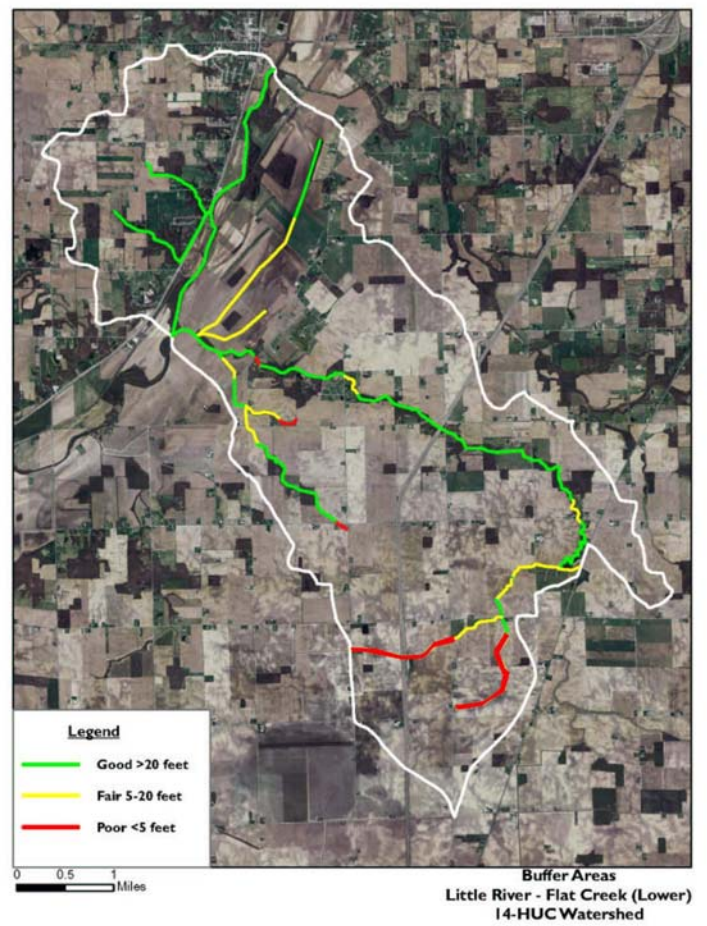 Legend
Good >20 feet
Fair 5-20 feet
Poor <5 feet
0 0.5 1
Miles
Buffer Areas
Little River - Flat Creek (Lower)
14-HUC Watershed